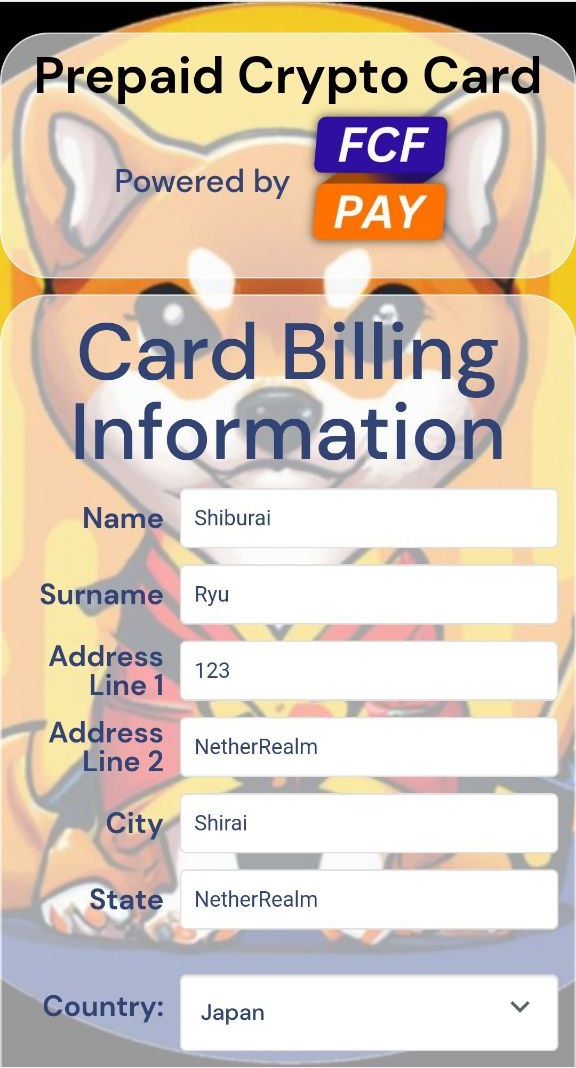 Prepaid Crypto Card
Powered by
FCF
PAY
Card Billing
Information
Name
Shiburai
Surname
Ryu
Address
Line 1
123
Address
Line 2
NetherRealm
City
Shirai
State
NetherRealm
Country:
Japan